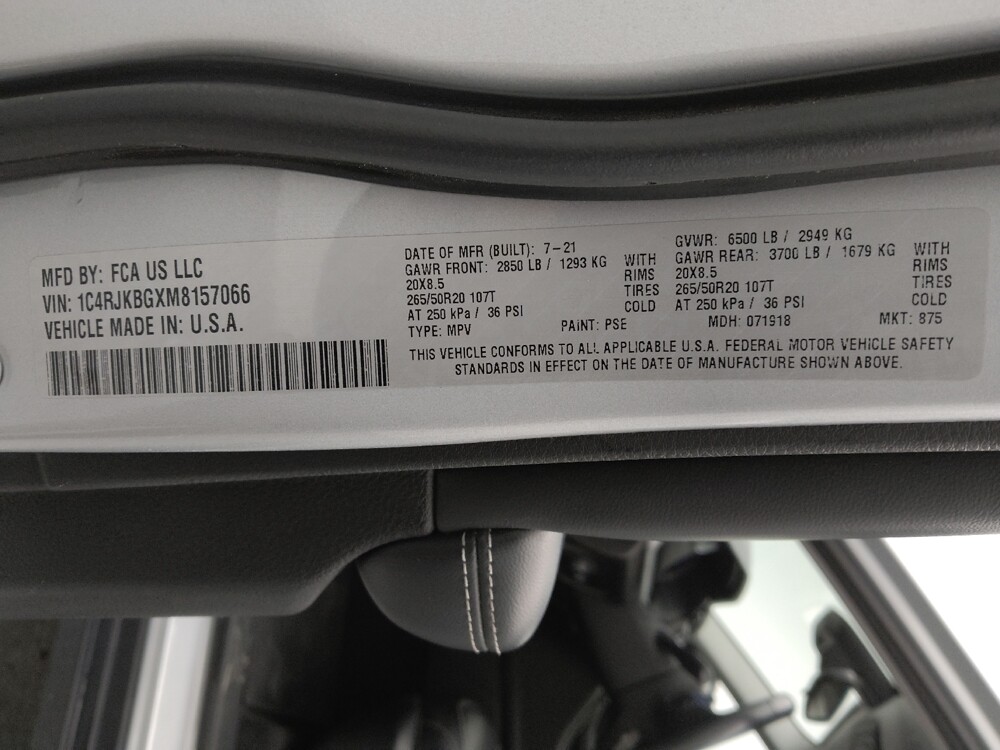 MFD BY: FCA US LLC
VIN: 1C4RJKBGXM8157066
VEHICLE MADE IN: U.S.A.
DATE OF MFR (BUILT): 7-21
GAWR FRONT: 2850 LB / 1293 KG WITH
20X8.5 RIMS
265/50R20 107T TIRES
AT 250 kPa / 36 PSI COLD
TYPE: MPV PAINT: PSE
GVWR: 6500 LB / 2949 KG
GAWR REAR: 3700 LB / 1679 KG WITH
20X8.5 RIMS
265/50R20 107T TIRES
AT 250 kPa / 36 PSI COLD
MDH: 071918 MKT: 875
THIS VEHICLE CONFORMS TO ALL APPLICABLE U.S.A. FEDERAL MOTOR VEHICLE SAFETY
STANDARDS IN EFFECT ON THE DATE OF MANUFACTURE SHOWN ABOVE.